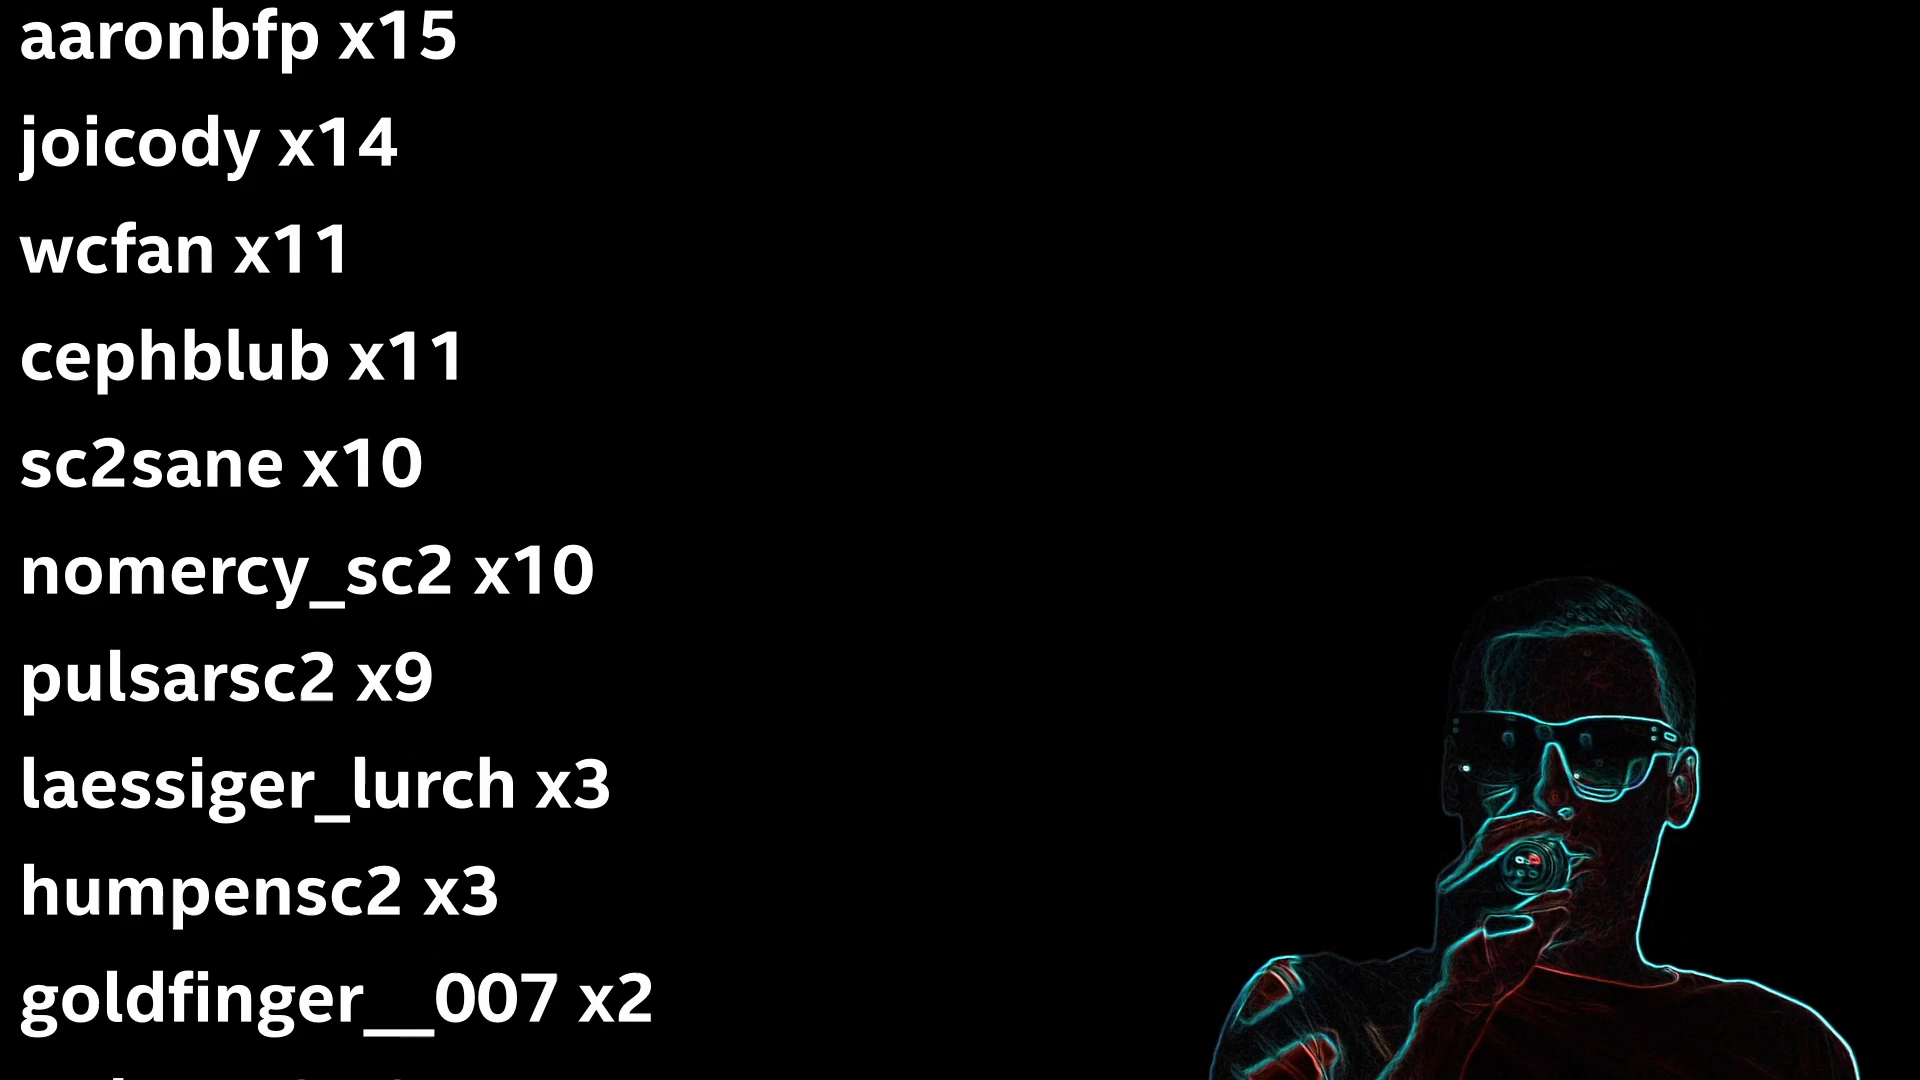 aaronbfp x15
joicody x14
wcfan x11
cephblub x11
sc2sane x10
nomercy_sc2 x10
pulsarsc2 x9
laessiger_lurch x3
humpensc2 x3
goldfinger__007 x2